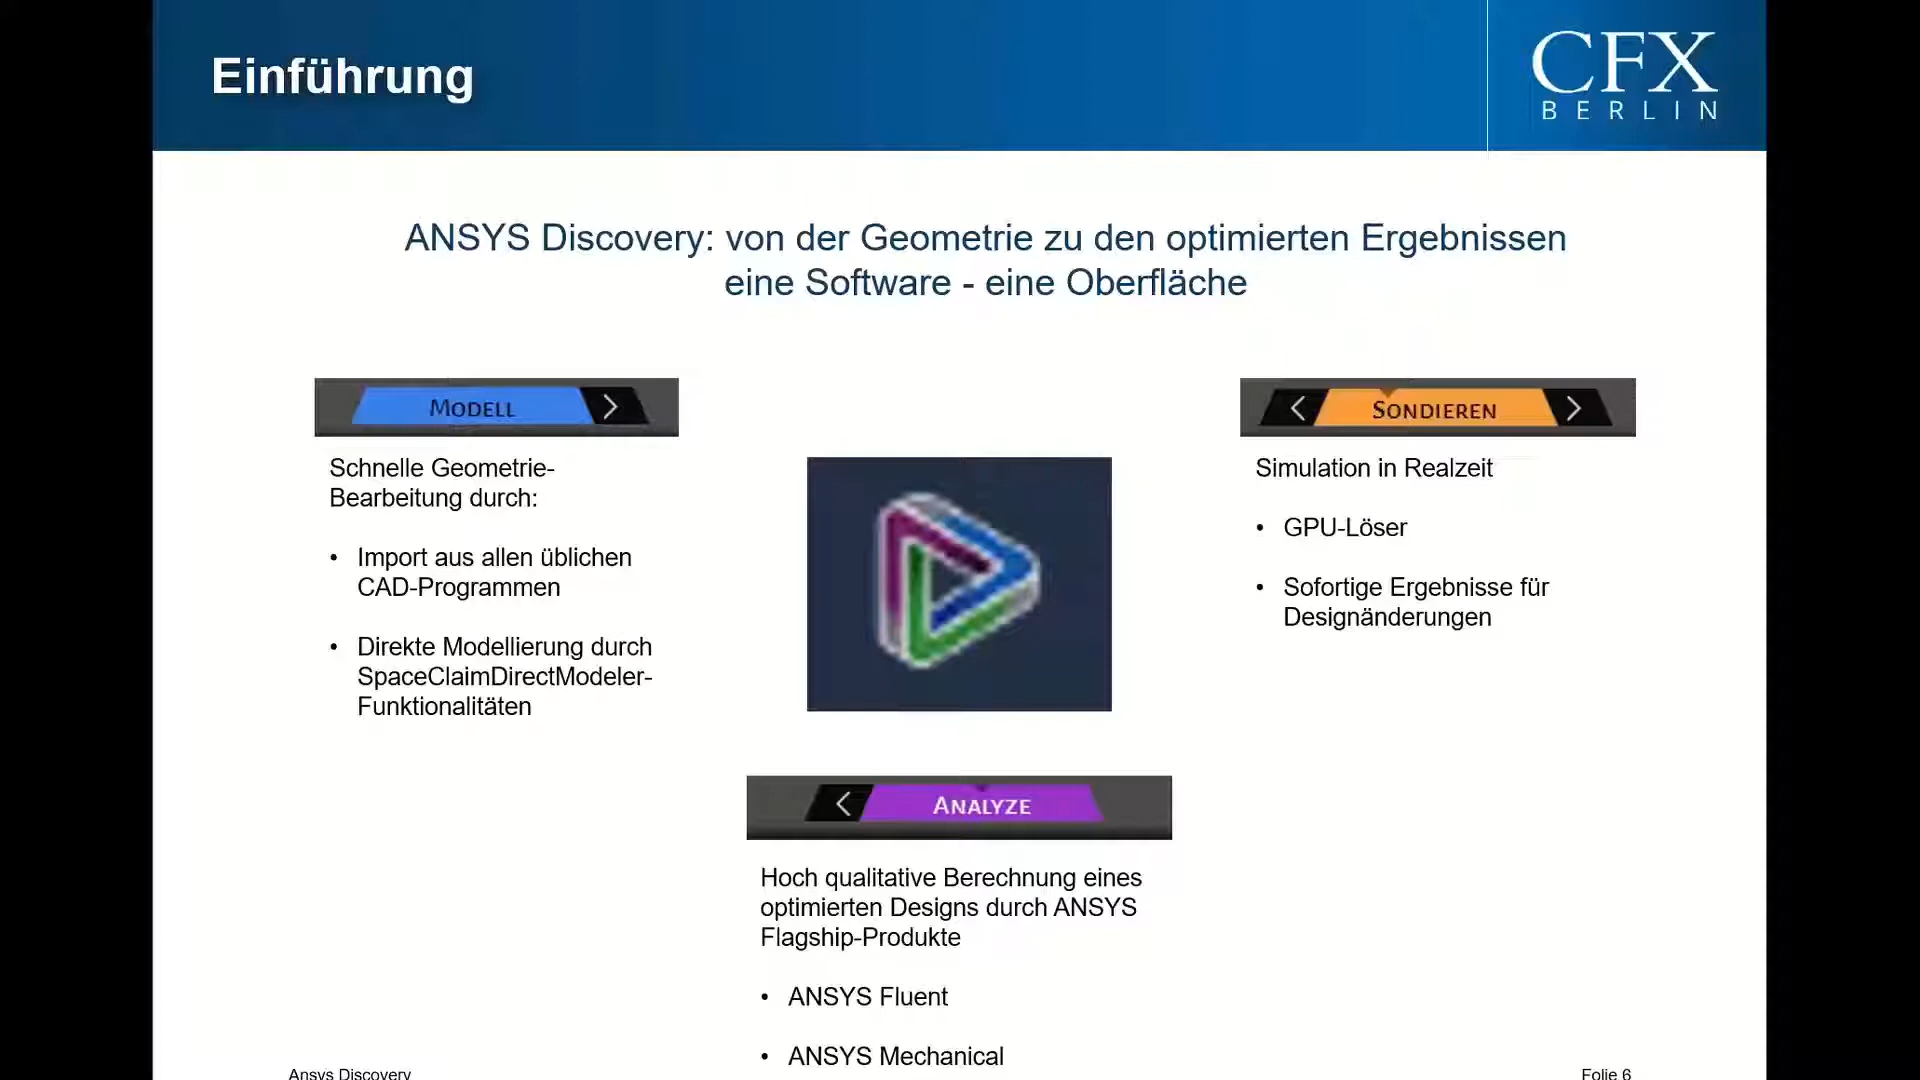 Einführung
CFX
BERLIN
ANSYS Discovery: von der Geometrie zu den optimierten Ergebnissen
eine Software - eine Oberfläche
MODELL
Schnelle Geometrie-
Bearbeitung durch:
• Import aus allen üblichen
CAD-Programmen
• Direkte Modellierung durch
SpaceClaimDirectModeler-
Funktionalitäten
SONDIEREN
Simulation in Realzeit
• GPU-Löser
• Sofortige Ergebnisse für
Designänderungen
ANALYZE
Hoch qualitative Berechnung eines
optimierten Designs durch ANSYS
Flagship-Produkte
• ANSYS Fluent
• ANSYS Mechanical
Ansys Discovery
Folie 6